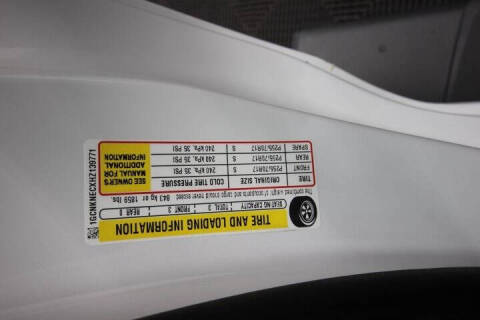 TIRE AND LOADING INFORMATION
SEATING CAPACITY TOTAL 3 FRONT 3 REAR 0
The combined weight of occupants and cargo should never exceed 843 kg or 1859 lbs.
TIRE ORIGINAL SIZE COLD TIRE PRESSURE
FRONT P255/70R17 S 240 KPA, 35 PSI
REAR P255/70R17 S 240 KPA, 35 PSI
SPARE P255/70R17 S 240 KPA, 35 PSI
SEE OWNER'S
MANUAL FOR
ADDITIONAL
INFORMATION
1GCNKNECXHZ139771